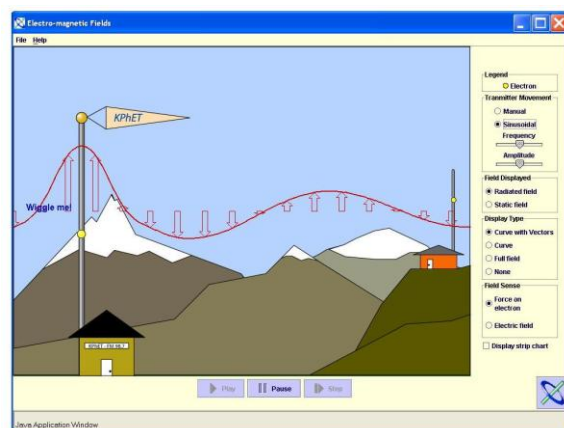 Electro-magnetic Fields
File Help
KPhET
Wiggle me!
Legend
Electron
Transmitter Movement
Manual
Sinusoidal
Frequency
Amplitude
Field Displayed
Radiated field
Static field
Display Type
Curve with Vectors
Curve
Full field
None
Field Sense
Force on
electron
Electric field
Display strip chart
Play
Pause
Step
Java Application Window